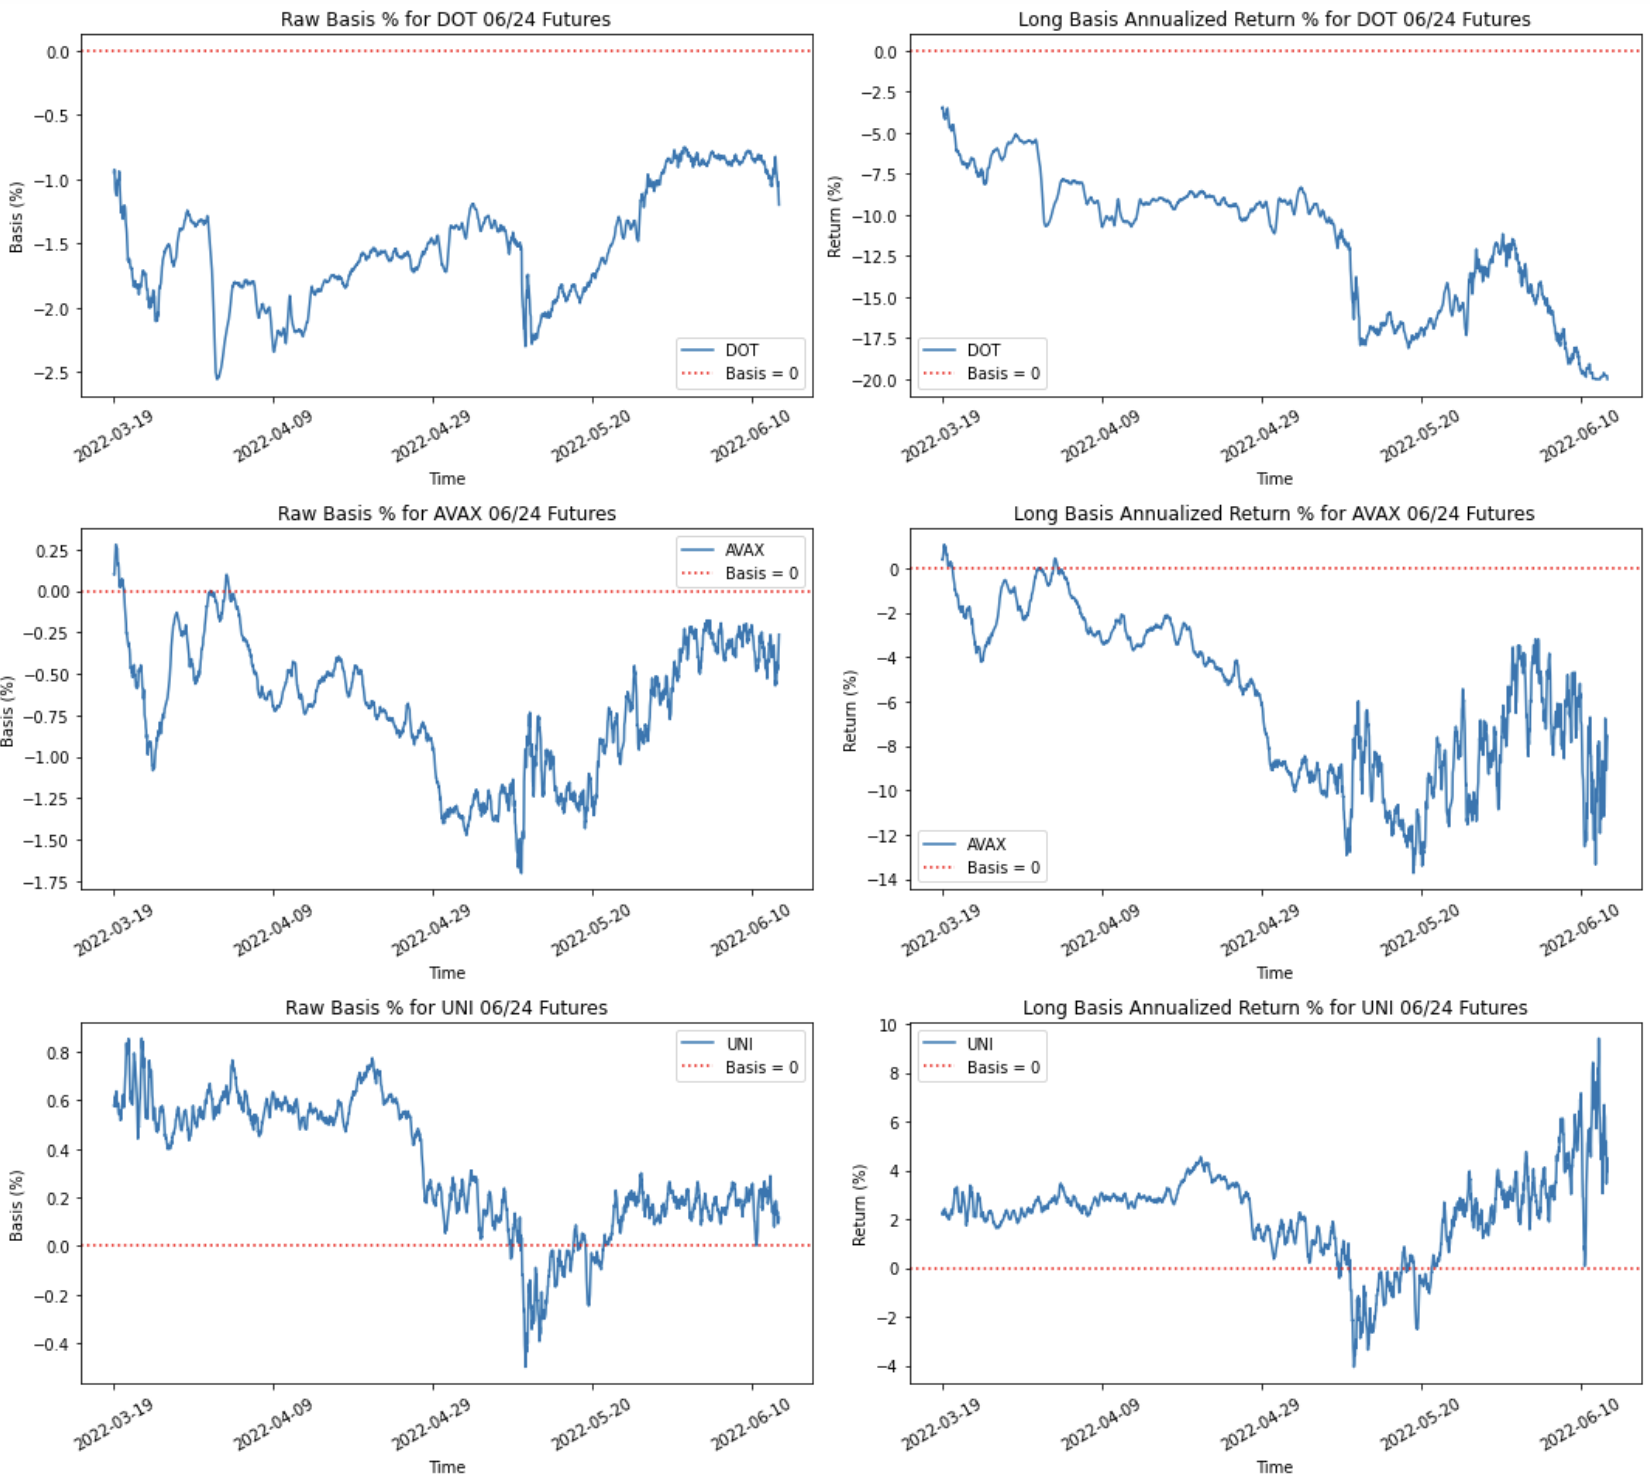 Raw Basis % for DOT 06/24 Futures
Basis (%)
0.0
−0.5
−1.0
−1.5
−2.0
−2.5
DOT
Basis = 0
2022-03-19
2022-04-09
2022-04-29
2022-05-20
2022-06-10
Time
Long Basis Annualized Return % for DOT 06/24 Futures
Return (%)
0.0
−2.5
−5.0
−7.5
−10.0
−12.5
−15.0
−17.5
−20.0
DOT
Basis = 0
2022-03-19
2022-04-09
2022-04-29
2022-05-20
2022-06-10
Time
Raw Basis % for AVAX 06/24 Futures
Basis (%)
0.25
0.00
−0.25
−0.50
−0.75
−1.00
−1.25
−1.50
−1.75
AVAX
Basis = 0
2022-03-19
2022-04-09
2022-04-29
2022-05-20
2022-06-10
Time
Long Basis Annualized Return % for AVAX 06/24 Futures
Return (%)
0
−2
−4
−6
−8
−10
−12
−14
AVAX
Basis = 0
2022-03-19
2022-04-09
2022-04-29
2022-05-20
2022-06-10
Time
Raw Basis % for UNI 06/24 Futures
Basis (%)
0.8
0.6
0.4
0.2
0.0
−0.2
−0.4
UNI
Basis = 0
2022-03-19
2022-04-09
2022-04-29
2022-05-20
2022-06-10
Time
Long Basis Annualized Return % for UNI 06/24 Futures
Return (%)
10
8
6
4
2
0
−2
−4
UNI
Basis = 0
2022-03-19
2022-04-09
2022-04-29
2022-05-20
2022-06-10
Time